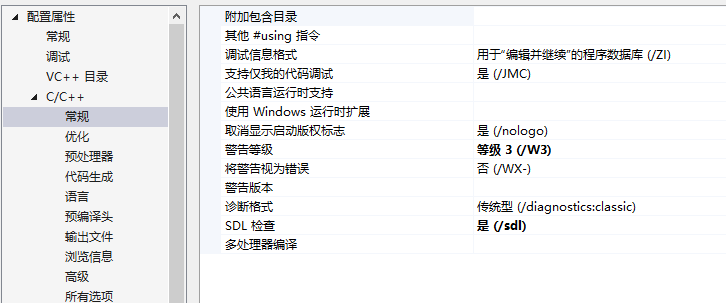 配置属性
常规
调试
VC++ 目录
C/C++
常规
优化
预处理器
代码生成
语言
预编译头
输出文件
浏览信息
高级
所有选项
附加包含目录
其他 #using 指令
调试信息格式 用于“编辑并继续”的程序数据库 (/ZI)
支持仅我的代码调试 是 (/JMC)
公共语言运行时支持
使用 Windows 运行时扩展
取消显示启动版权标志 是 (/nologo)
警告等级 等级 3 (/W3)
将警告视为错误 否 (/WX-)
警告版本
诊断格式 传统型 (/diagnostics:classic)
SDL 检查 是 (/sdl)
多处理器编译